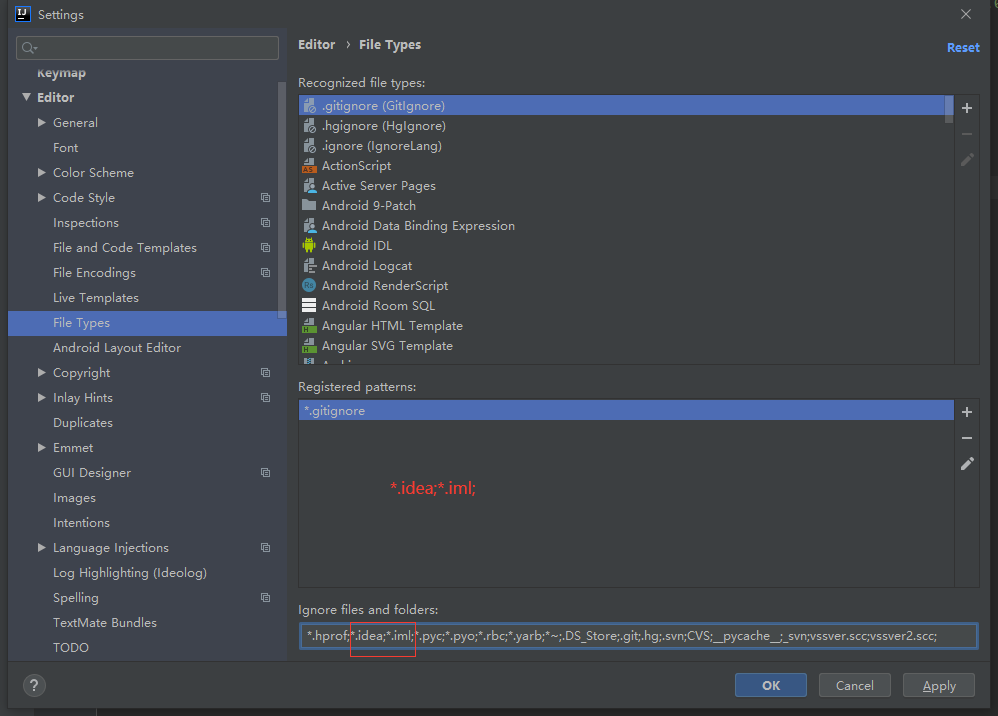 Settings
Keymap
Editor
General
Font
Color Scheme
Code Style
Inspections
File and Code Templates
File Encodings
Live Templates
File Types
Android Layout Editor
Copyright
Inlay Hints
Duplicates
Emmet
GUI Designer
Images
Intentions
Language Injections
Log Highlighting (Ideolog)
Spelling
TextMate Bundles
TODO
Editor › File Types
Reset
Recognized file types:
.gitignore (GitIgnore)
.hgignore (HgIgnore)
.ignore (IgnoreLang)
ActionScript
Active Server Pages
Android 9-Patch
Android Data Binding Expression
Android IDL
Android Logcat
Android RenderScript
Android Room SQL
Angular HTML Template
Angular SVG Template
Registered patterns:
*.gitignore
*.idea;*.iml;
Ignore files and folders:
*.hprof;*.idea;*.iml;*.pyc;*.pyo;*.rbc;*.yarb;*~;.DS_Store;.git;.hg;.svn;CVS;__pycache__;_svn;vssver.scc;vssver2.scc;
?
OK
Cancel
Apply